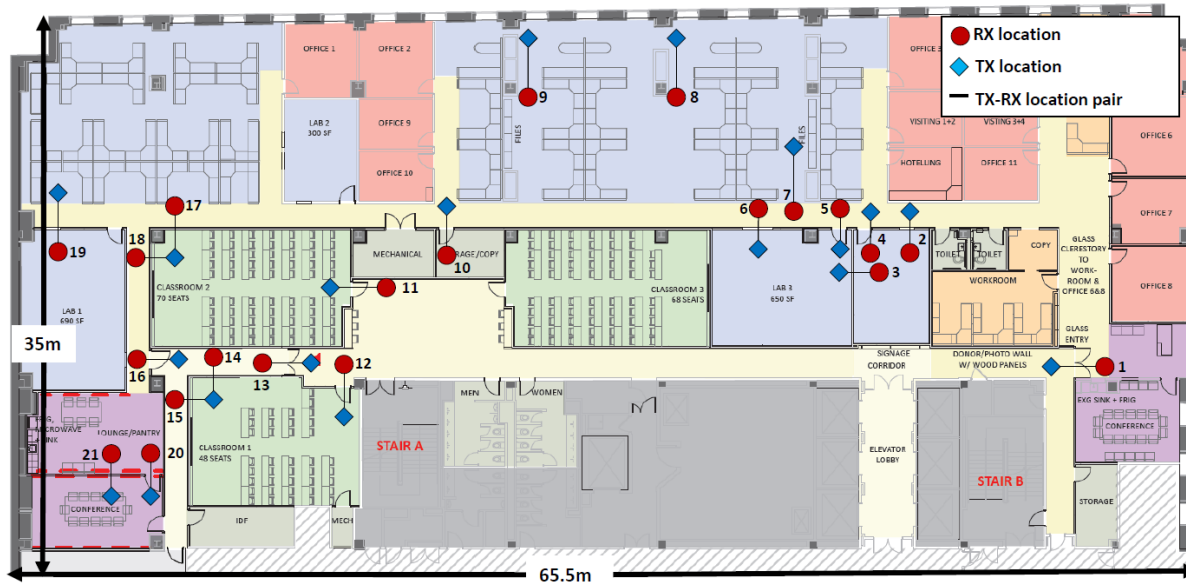 RX location
TX location
TX-RX location pair
OFFICE 1
OFFICE 2
OFFICE 9
OFFICE 10
LAB 2
300 SF
FILES
FILES
9
8
7
VISITING 1+2
VISTING 3+4
HOTELLING
OFFICE 11
OFFICE 6
OFFICE 7
OFFICE 8
17
18
19
6
5
4
2
3
10
11
MECHANICAL
CLASSROOM 2
70 SEATS
CLASSROOM 3
68 SEATS
LAB 3
650 SF
TOILET
TOILET
COPY
WORKROOM
GLASS
CLERESTORY
TO
WORK-
ROOM &
OFFICE 6&8
GLASS
ENTRY
LAB 1
690 SF
35m
16
14
13
12
15
SIGNAGE
CORRIDOR
DONOR/PHOTO WALL
W/ WOOD PANELS
1
EXG SINK + FRIG
CONFERENCE
MEN
WOMEN
STAIR A
CLASSROOM 1
48 SEATS
MICROWAVE
LOUNGE/PANTRY
21
20
CONFERENCE
ELEVATOR
LOBBY
STAIR B
STORAGE
IDF
MECH
65.5m